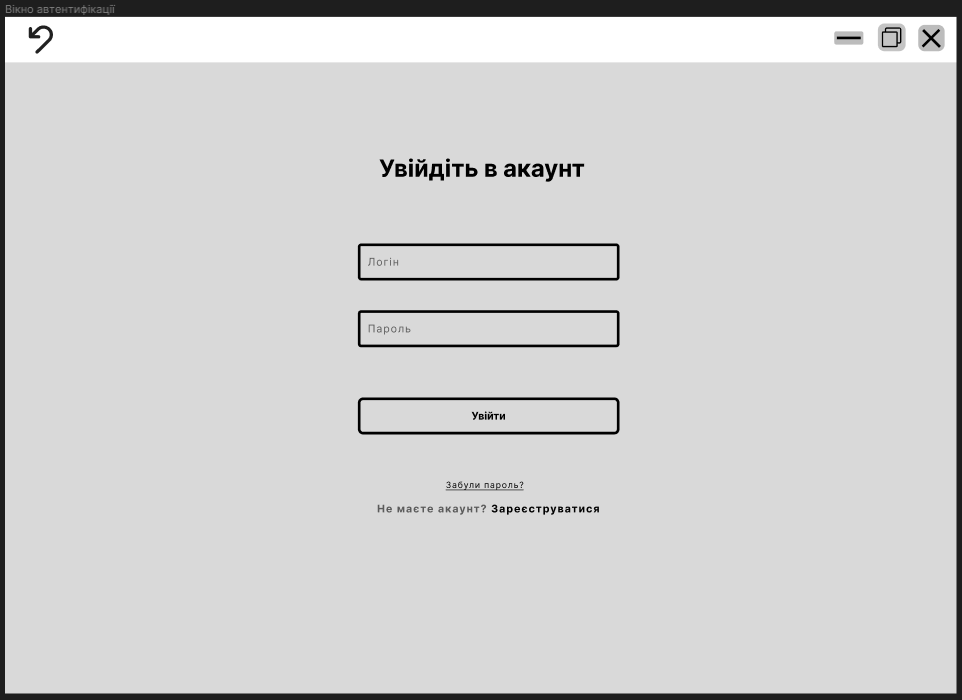 Вікно автентифікації
Увійдіть в акаунт
Логін
Пароль
Увійти
Забули пароль?
Не маєте акаунт? Зареєструватися